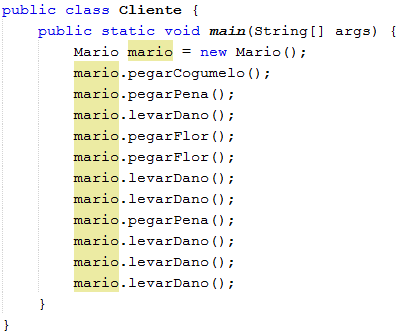 public class Cliente {
    public static void main(String[] args) {
        Mario mario = new Mario();
        mario.pegarCogumelo();
        mario.pegarPena();
        mario.levarDano();
        mario.pegarFlor();
        mario.pegarFlor();
        mario.levarDano();
        mario.levarDano();
        mario.pegarPena();
        mario.levarDano();
        mario.levarDano();
        mario.levarDano();
    }
}